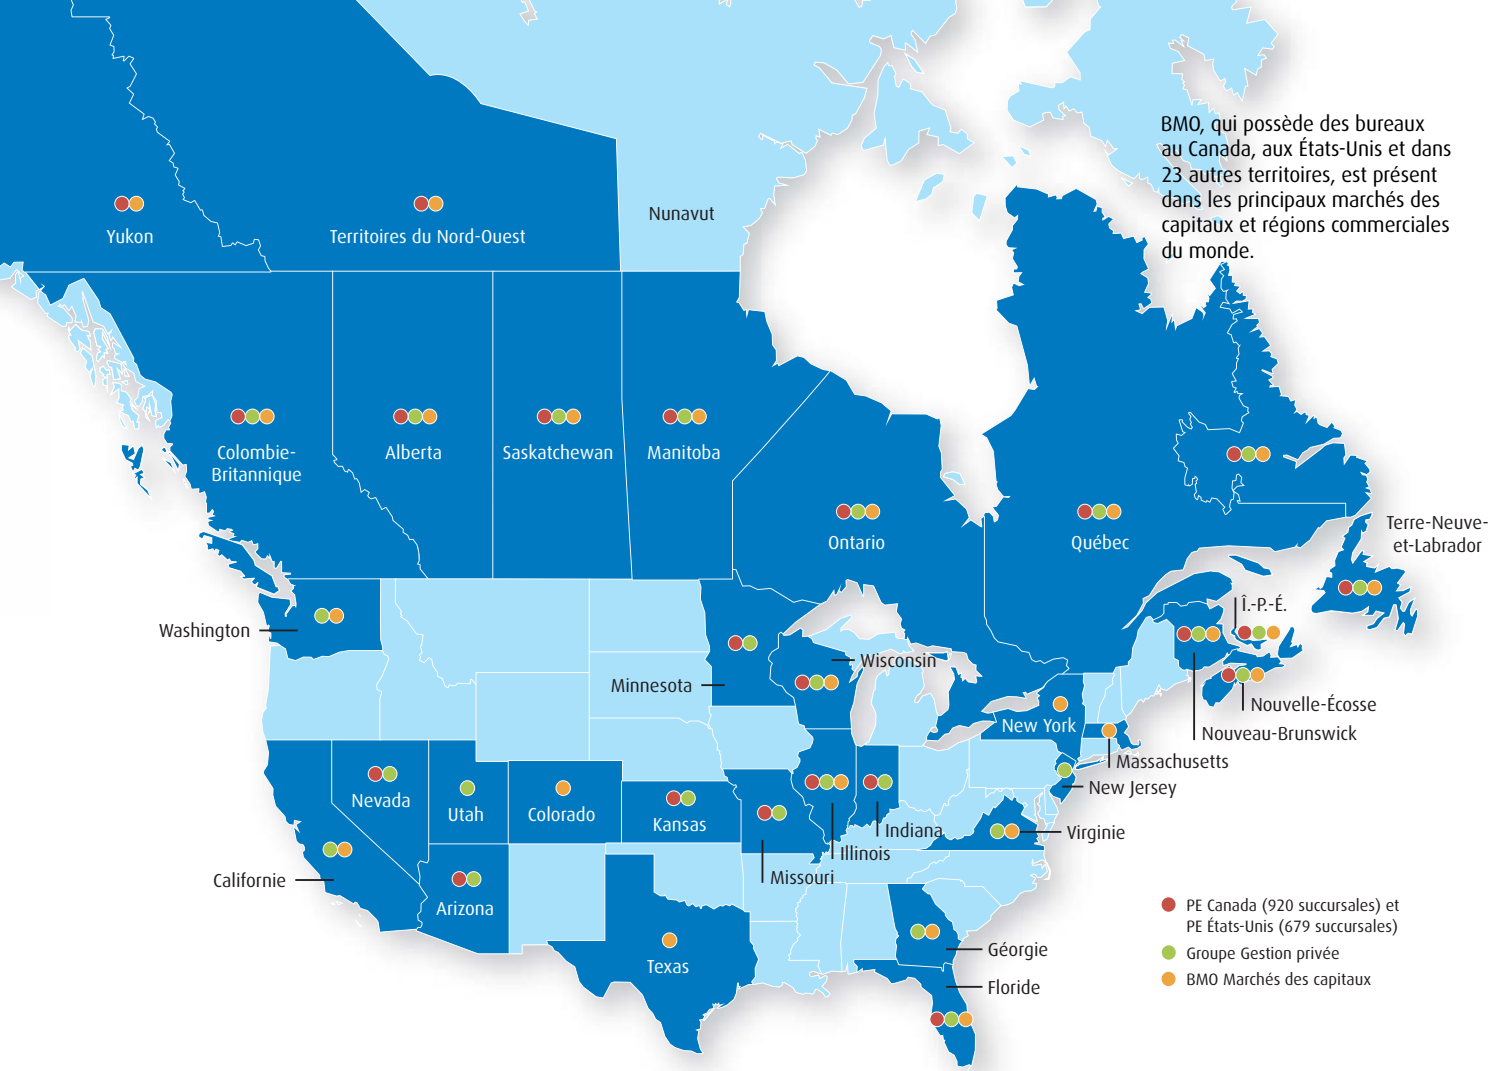 BMO, qui possède des bureaux
au Canada, aux États-Unis et dans
23 autres territoires, est présent
dans les principaux marchés des
capitaux et régions commerciales
du monde.
Nunavut
Yukon
Territoires du Nord-Ouest
Colombie-
Britannique
Alberta
Saskatchewan
Manitoba
Ontario
Québec
Terre-Neuve-
et-Labrador
Î.-P.-É.
Washington
Wisconsin
Minnesota
New York
Nouvelle-Écosse
Nouveau-Brunswick
Massachusetts
New Jersey
Nevada
Utah
Colorado
Kansas
Indiana
Virginie
Illinois
Missouri
Californie
Arizona
Texas
Géorgie
Floride
PE Canada (920 succursales) et
PE États-Unis (679 succursales)
Groupe Gestion privée
BMO Marchés des capitaux